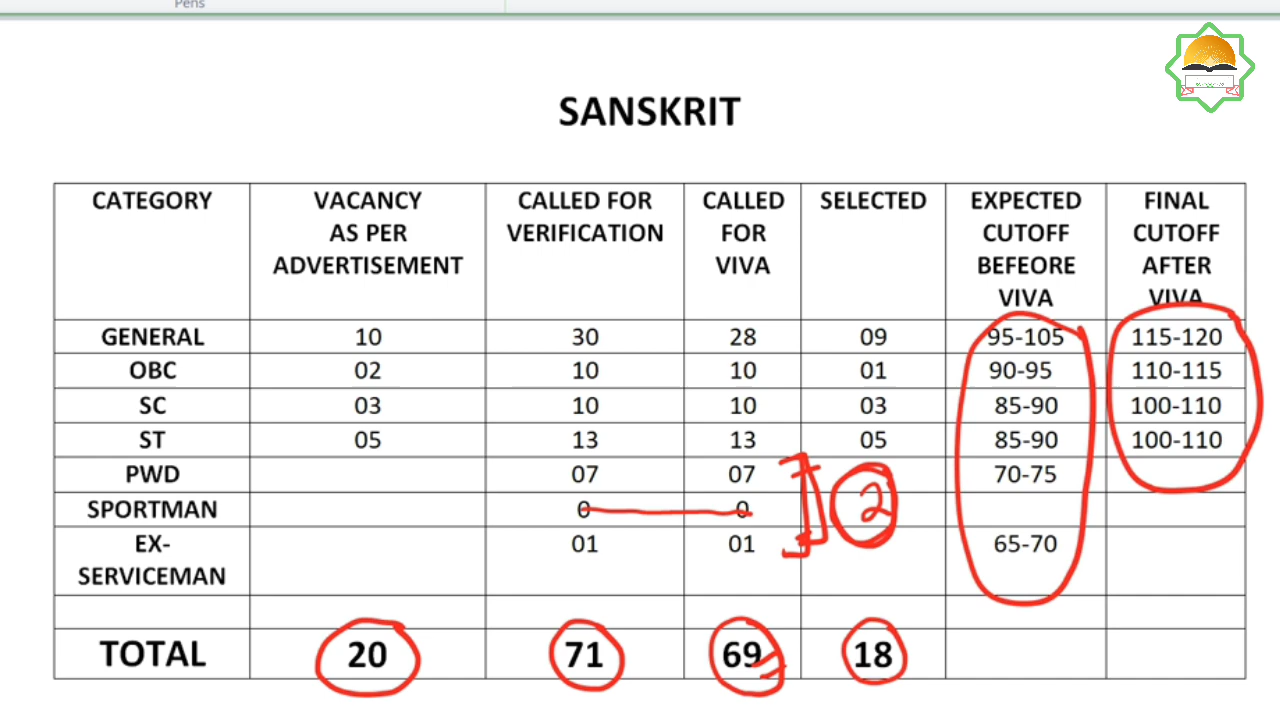 Pens
SANSKRIT
CATEGORY VACANCY AS PER ADVERTISEMENT CALLED FOR VERIFICATION CALLED FOR VIVA SELECTED EXPECTED CUTOFF BEFEORE VIVA FINAL CUTOFF AFTER VIVA
GENERAL 10 30 28 09 95-105 115-120
OBC 02 10 10 01 90-95 110-115
SC 03 10 10 03 85-90 100-110
ST 05 13 13 05 85-90 100-110
PWD 07 07 70-75
2
SPORTMAN 0 0
EX-SERVICEMAN 01 01 65-70
TOTAL 20 71 69 18